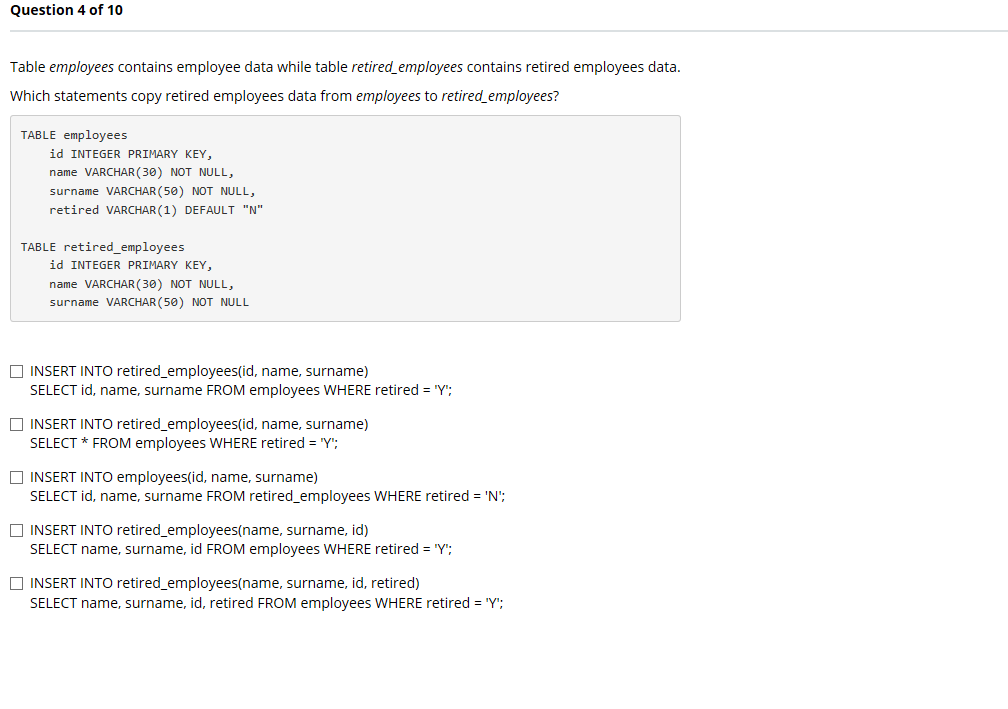 Question 4 of 10
Table employees contains employee data while table retired_employees contains retired employees data.
Which statements copy retired employees data from employees to retired_employees?
TABLE employees
    id INTEGER PRIMARY KEY,
    name VARCHAR(30) NOT NULL,
    surname VARCHAR(50) NOT NULL,
    retired VARCHAR(1) DEFAULT "N"
TABLE retired_employees
    id INTEGER PRIMARY KEY,
    name VARCHAR(30) NOT NULL,
    surname VARCHAR(50) NOT NULL
INSERT INTO retired_employees(id, name, surname)
SELECT id, name, surname FROM employees WHERE retired = 'Y';
INSERT INTO retired_employees(id, name, surname)
SELECT * FROM employees WHERE retired = 'Y';
INSERT INTO employees(id, name, surname)
SELECT id, name, surname FROM retired_employees WHERE retired = 'N';
INSERT INTO retired_employees(name, surname, id)
SELECT name, surname, id FROM employees WHERE retired = 'Y';
INSERT INTO retired_employees(name, surname, id, retired)
SELECT name, surname, id, retired FROM employees WHERE retired = 'Y';